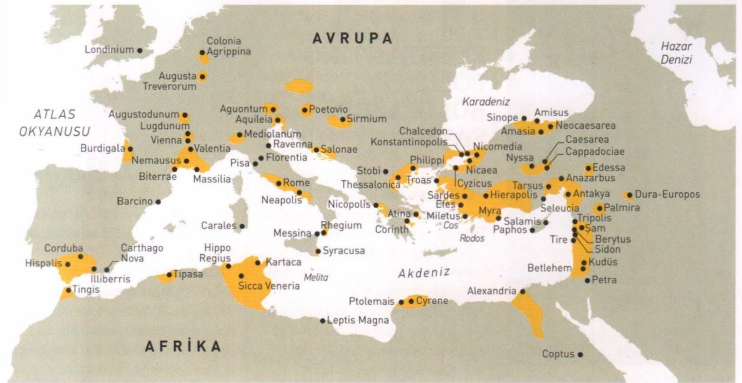 AVRUPA
Hazar
Denizi
Londinium
Colonia
Agrippina
Augusta
Treverorum
ATLAS
OKYANUSU
Augustodunum
Lugdunum
Vienna
Burdigala
Valentia
Nemausus
Biterrae
Massilia
Barcino
Aguontum
Aquileia
Mediolanum
Ravenna
Pisa
Florentia
Poetovio
Sirmium
Salonae
Rome
Neapolis
Karadeniz
Sinope
Amisus
Amasia
Neocaesarea
Chalcedon
Konstantinopolis
Nicomedia
Caesarea
Cappadociae
Philippi
Nyssa
Stobi
Nicaea
Edessa
Thessalonica
Troas
Cyzicus
Tarsus
Anazarbus
Sardes
Hierapolis
Antakya
Dura-Europos
Nicopolis
Atina
Efes
Miletus
Myra
Seleucia
Palmira
Corinth
Cos
Salamis
Tripolis
Rodos
Paphos
Şam
Berytus
Tire
Sidon
Carales
Rhegium
Messina
Syracusa
Corduba
Hispalis
Carthago
Nova
Illiberris
Tingis
Hippo
Regius
Kartaca
Tipasa
Sicca Veneria
Melita
Akdeniz
Kudüs
Betlehem
Petra
Alexandria
Ptolemais
Cyrene
Leptis Magna
AFRİKA
Coptus